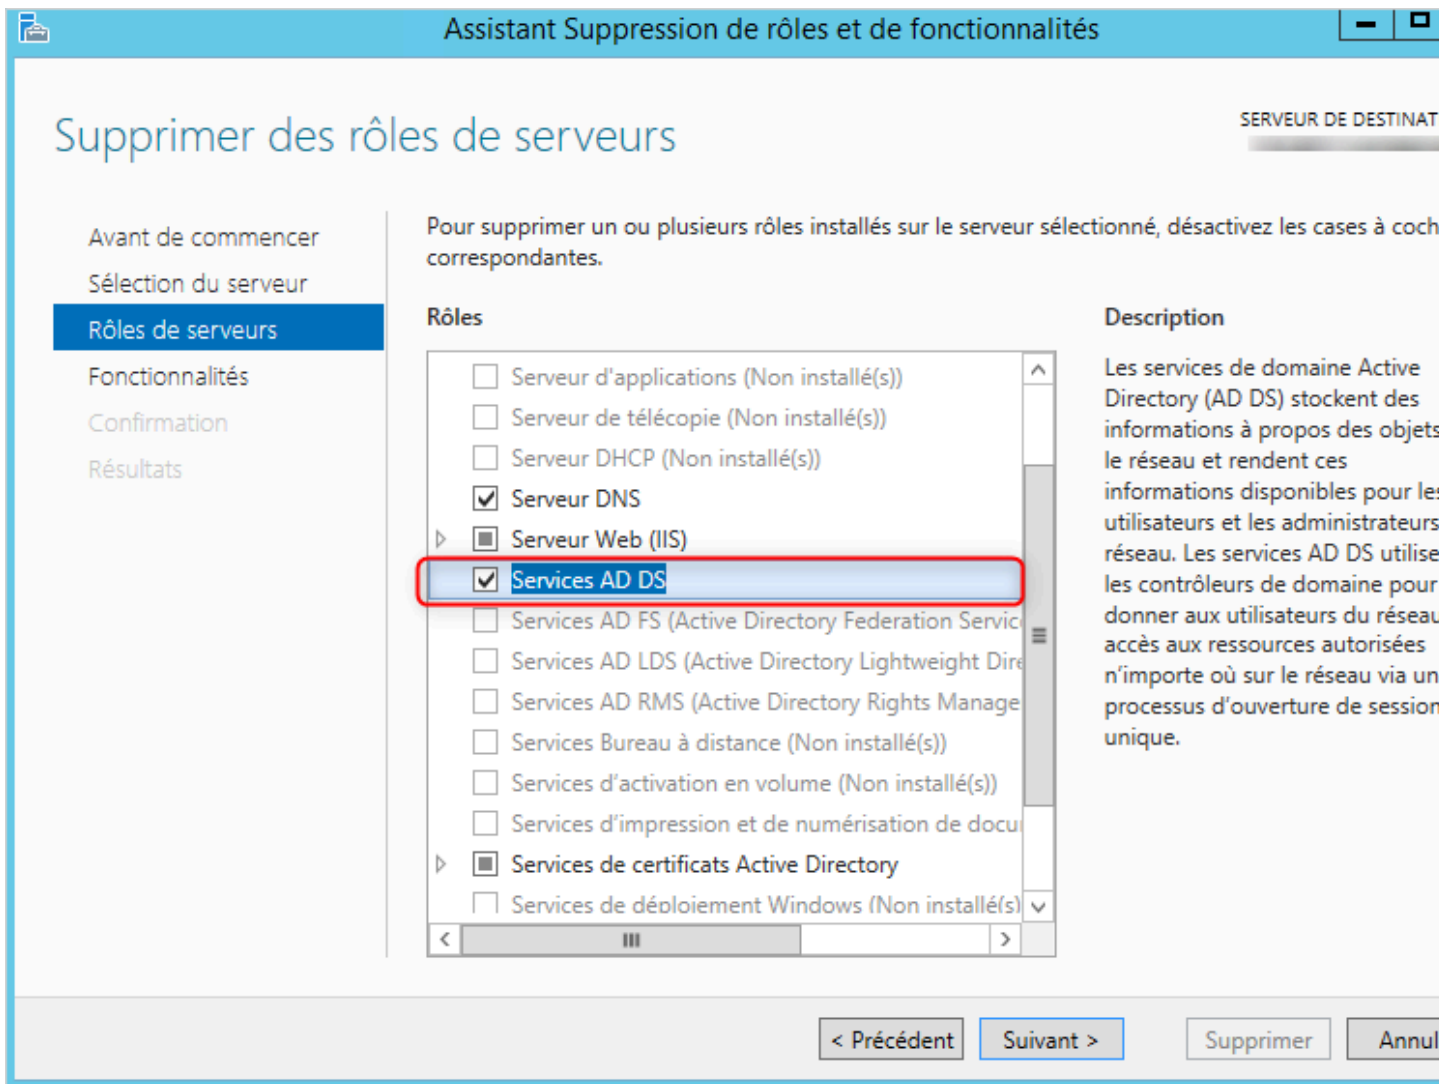 Assistant Suppression de rôles et de fonctionnalités
Supprimer des rôles de serveurs
SERVEUR DE DESTINAT
Avant de commencer
Sélection du serveur
Rôles de serveurs
Fonctionnalités
Confirmation
Résultats
Pour supprimer un ou plusieurs rôles installés sur le serveur sélectionné, désactivez les cases à coch
correspondantes.
Rôles
Serveur d'applications (Non installé(s))
Serveur de télécopie (Non installé(s))
Serveur DHCP (Non installé(s))
Serveur DNS
Serveur Web (IIS)
Services AD DS
Services AD FS (Active Directory Federation Servic
Services AD LDS (Active Directory Lightweight Dire
Services AD RMS (Active Directory Rights Manage
Services Bureau à distance (Non installé(s))
Services d’activation en volume (Non installé(s))
Services d’impression et de numérisation de docu
Services de certificats Active Directory
Services de déploiement Windows (Non installé(s)
Description
Les services de domaine Active
Directory (AD DS) stockent des
informations à propos des objets
le réseau et rendent ces
informations disponibles pour les
utilisateurs et les administrateurs
réseau. Les services AD DS utilise
les contrôleurs de domaine pour
donner aux utilisateurs du réseau
accès aux ressources autorisées
n’importe où sur le réseau via un
processus d’ouverture de session
unique.
< Précédent
Suivant >
Supprimer
Annul